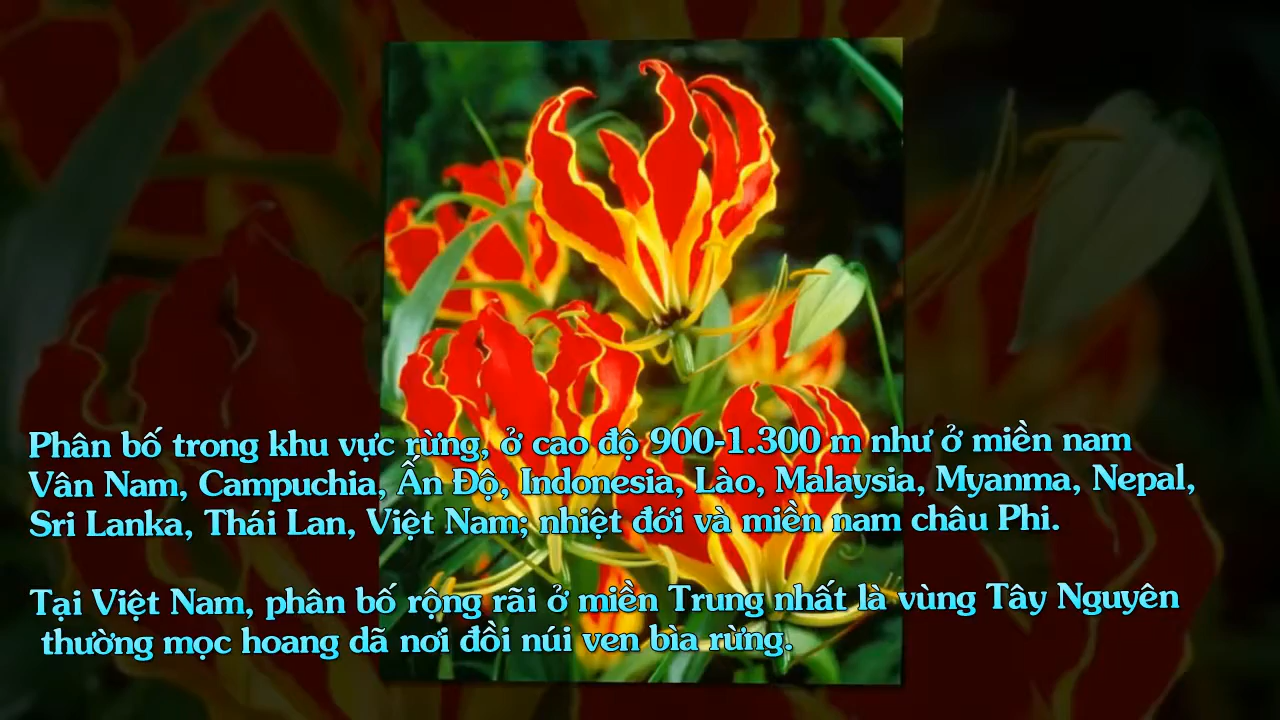 Phân bố trong khu vực rừng, ở cao độ 900-1.300 m như ở miền nam
Vân Nam, Campuchia, Ấn Độ, Indonesia, Lào, Malaysia, Myanma, Nepal,
Sri Lanka, Thái Lan, Việt Nam; nhiệt đới và miền nam châu Phi.
Tại Việt Nam, phân bố rộng rãi ở miền Trung nhất là vùng Tây Nguyên
thường mọc hoang dã nơi đồi núi ven bìa rừng.